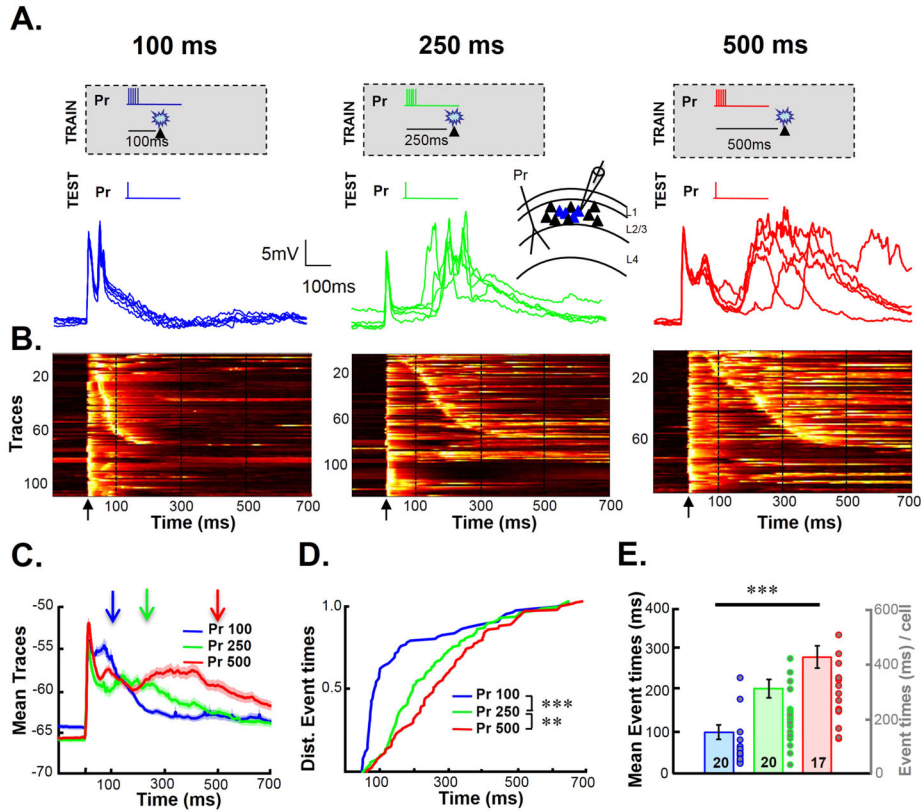 A.
100 ms
250 ms
500 ms
TRAIN
Pr
100ms
TRAIN
Pr
250ms
TRAIN
Pr
500ms
TEST
Pr
TEST
Pr
Pr
L1
L2/3
L4
TEST
Pr
5mV
100ms
B.
Traces
20
60
100
100 300 500 700
Time (ms)
20
60
100
100 300 500 700
Time (ms)
20
60
100 300 500 700
Time (ms)
C.
Mean Traces
-50
-55
-60
-65
-70
Pr 100
Pr 250
Pr 500
100 300 500 700
Time (ms)
D.
Dist. Event times
1.0
0.5
Pr 100
Pr 250
Pr 500
***
**
100 300 500 700
Time (ms)
E.
***
Mean Event times (ms)
400
300
200
100
0
20
20
17
600
400
200
0
Event times (ms) / cell